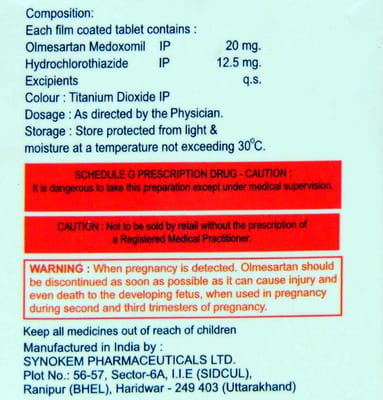 Composition:
Each film coated tablet contains :
Olmesartan Medoxomil IP 20 mg.
Hydrochlorothiazide IP 12.5 mg.
Excipients q.s.
Colour : Titanium Dioxide IP
Dosage : As directed by the Physician.
Storage : Store protected from light &
moisture at a temperature not exceeding 30°C.
SCHEDULE G PRESCRIPTION DRUG - CAUTION :
It is dangerous to take this preparation except under medical supervision.
CAUTION : Not to be sold by retail without the prescription of
a Registered Medical Practitioner.
WARNING : When pregnancy is detected. Olmesartan should
be discontinued as soon as possible as it can cause injury and
even death to the developing fetus, when used in pregnancy
during second and third trimesters of pregnancy.
Keep all medicines out of reach of children
Manufactured in India by :
SYNOKEM PHARMACEUTICALS LTD.
Plot No.: 56-57, Sector-6A, I.I.E (SIDCUL),
Ranipur (BHEL), Haridwar - 249 403 (Uttarakhand)